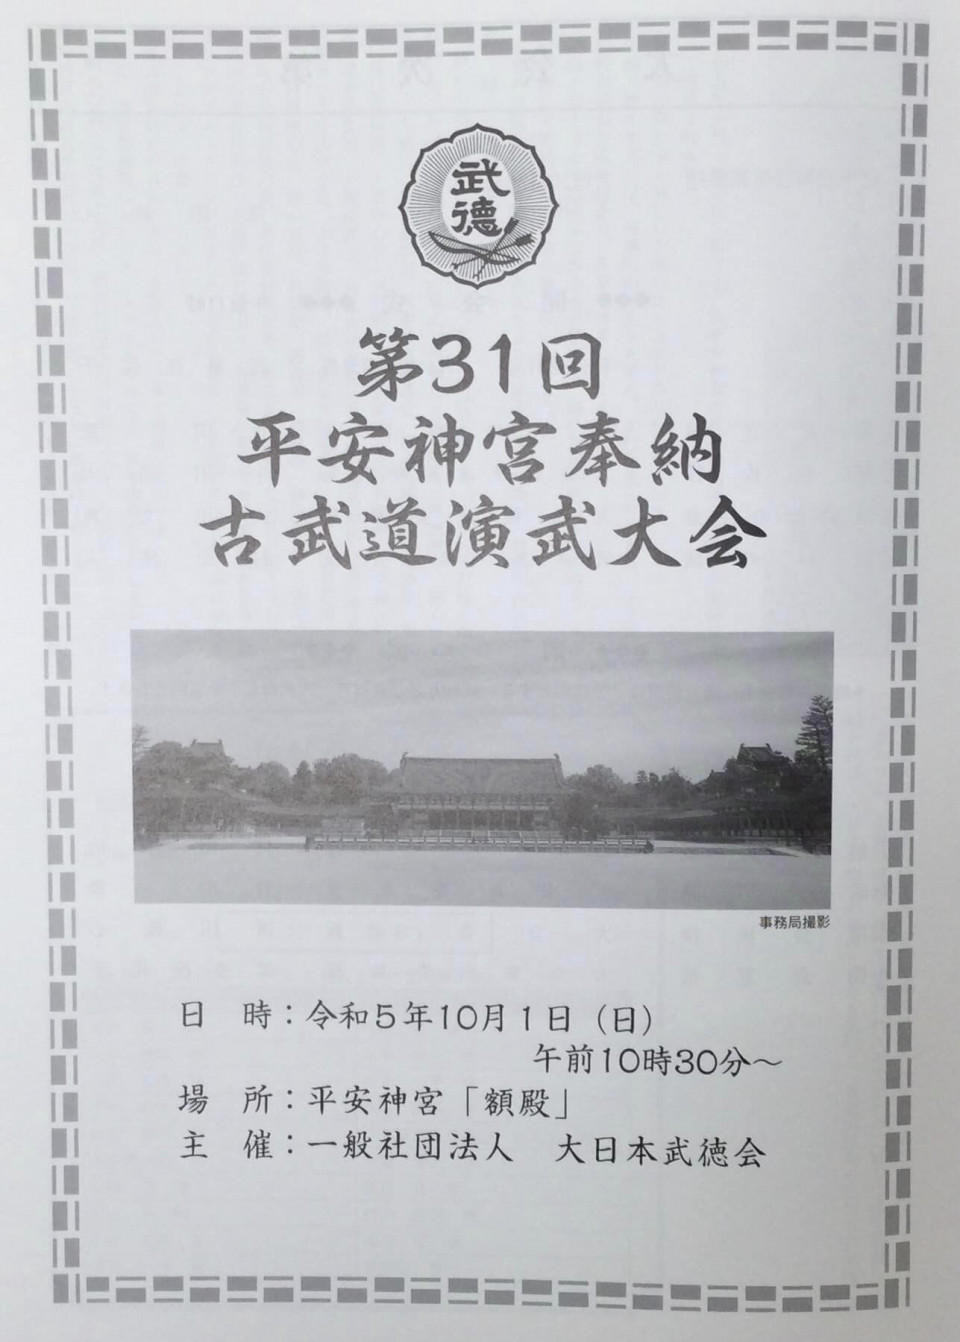 武
徳
第31回
平安神宮奉納
古武道演武大会
事務局撮影
日　時：令和5年10月1日（日）
午前10時30分～
場　所：平安神宮「額殿」
主　催：一般社団法人　大日本武徳会